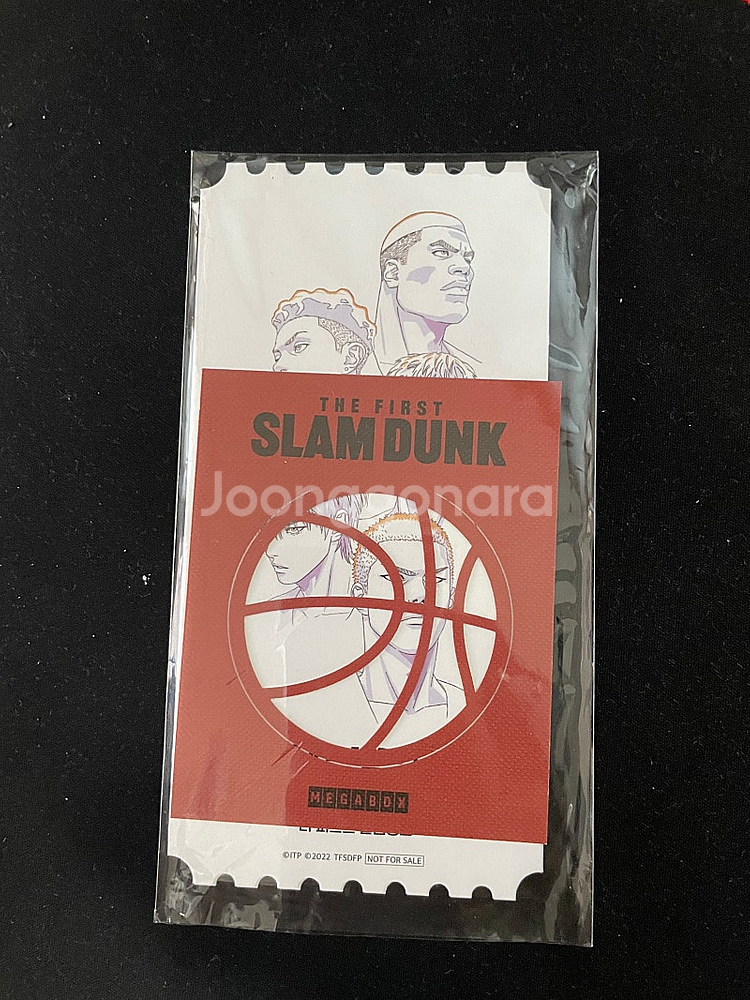 THE FIRST
SLAM DUNK
Joonggonara
MEGABOX
©ITP ©2022 TFSDFP NOT FOR SALE